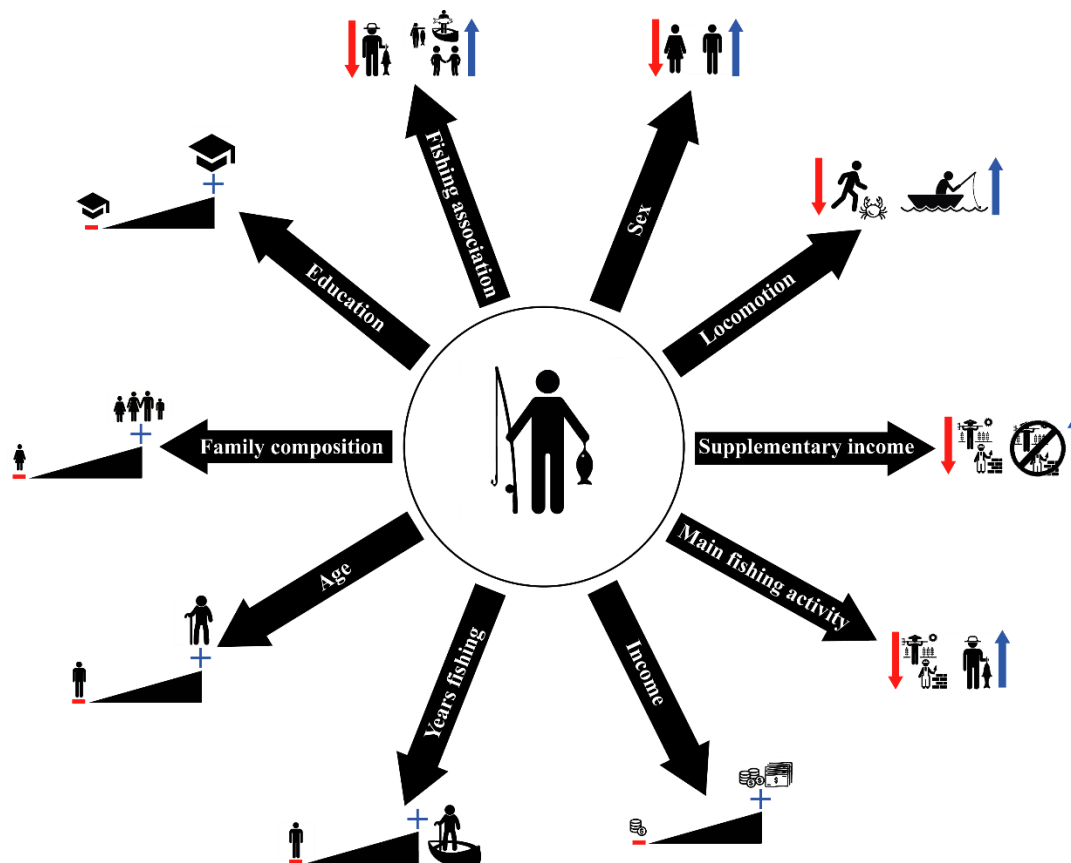 Fishing
association
Sex
Education
Locomotion
Family composition
Supplementary income
Age
Main fishing
activity
Years fishing
Income